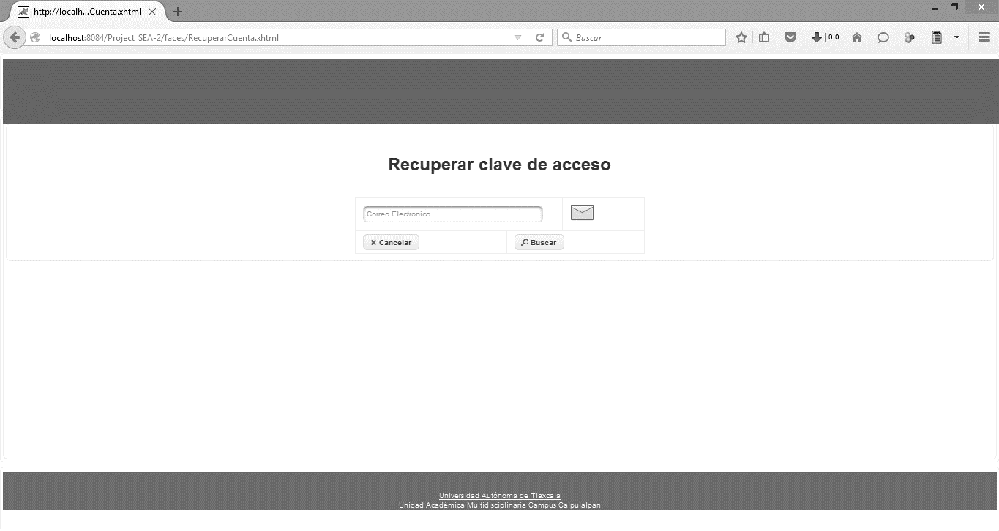 http://localh...Cuenta.xhtml
localhost:8084/Project_SEA-2/faces/RecuperarCuenta.xhtml
Buscar
0:0
Recuperar clave de acceso
Correo Electronico
Cancelar
Buscar
Universidad Autónoma de Tlaxcala
Unidad Académica Multidisciplinaria Campus Calpulalpan